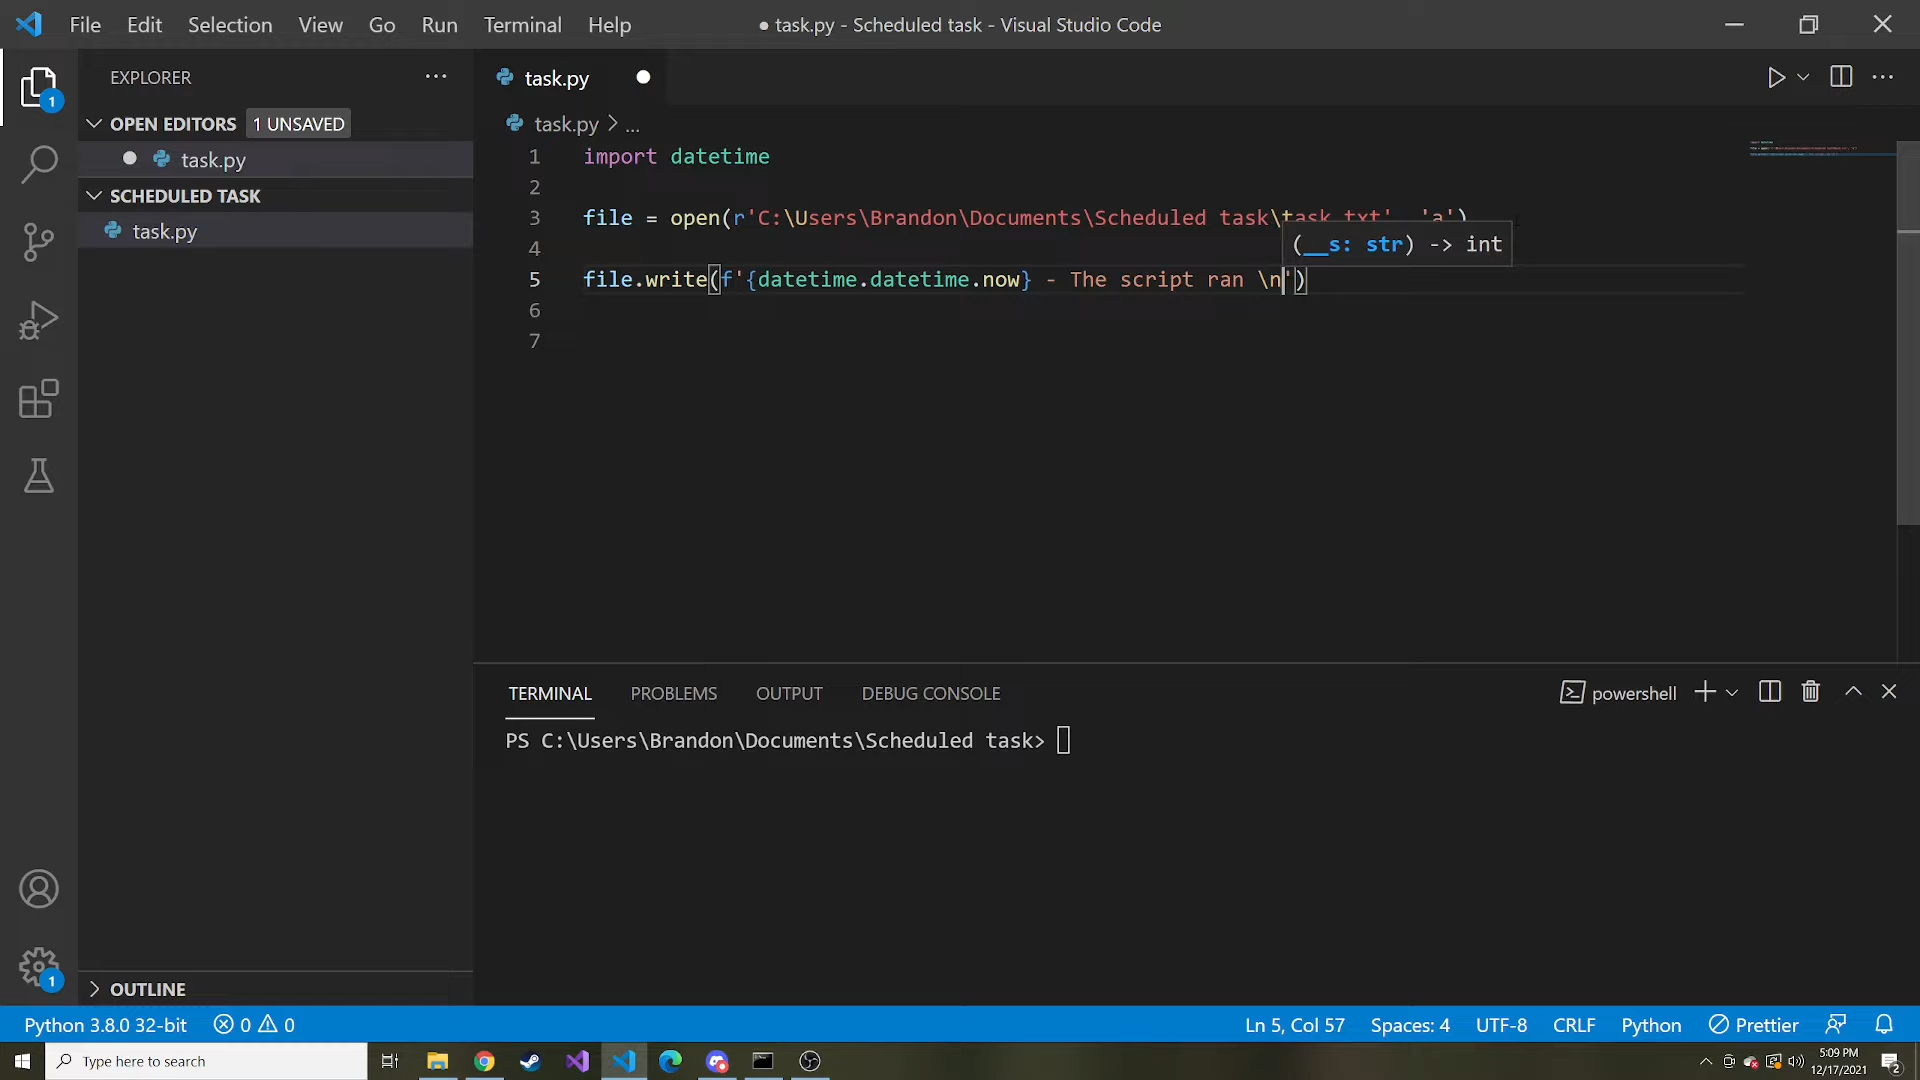 File Edit Selection View Go Run Terminal Help
● task.py - Scheduled task - Visual Studio Code
EXPLORER
OPEN EDITORS 1 UNSAVED
task.py
SCHEDULED TASK
task.py
OUTLINE
task.py
task.py > ...
1 import datetime
2
3 file = open(r'C:\Users\Brandon\Documents\Scheduled task\task.txt', 'a')
(__s: str) -> int
4
5 file.write(f'{datetime.datetime.now} - The script ran \n')
6
7
TERMINAL PROBLEMS OUTPUT DEBUG CONSOLE
powershell
PS C:\Users\Brandon\Documents\Scheduled task>
1
1
Python 3.8.0 32-bit 0 0
Ln 5, Col 57 Spaces: 4 UTF-8 CRLF Python Prettier
Type here to search
5:09 PM
12/17/2021
2